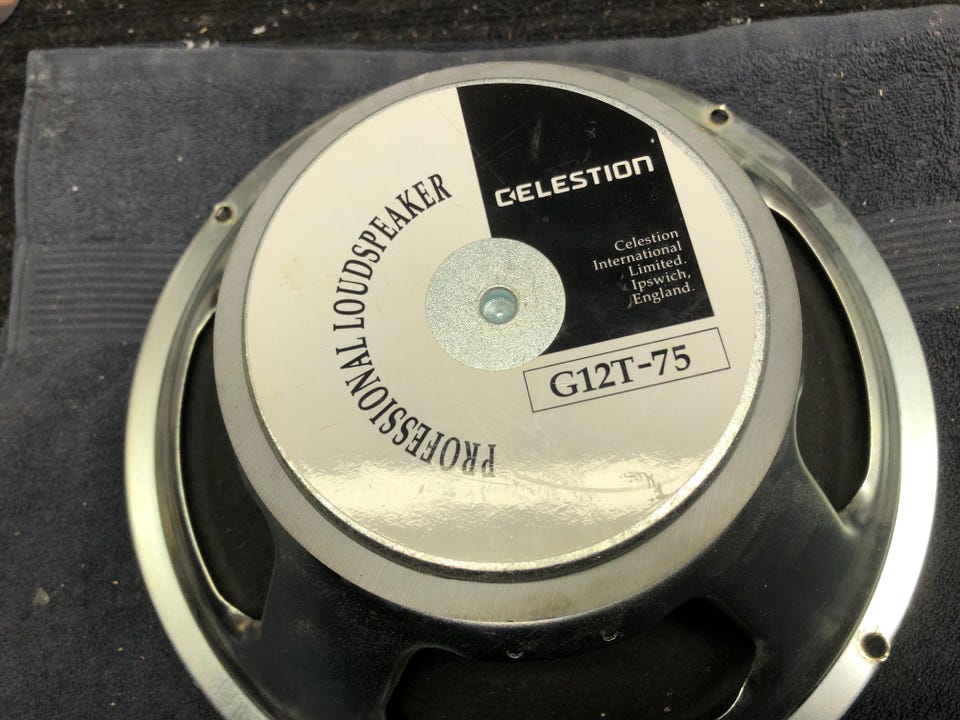 CELESTION
Celestion
International
Limited.
Ipswich,
England.
G12T-75
PROFESSIONAL LOUDSPEAKER